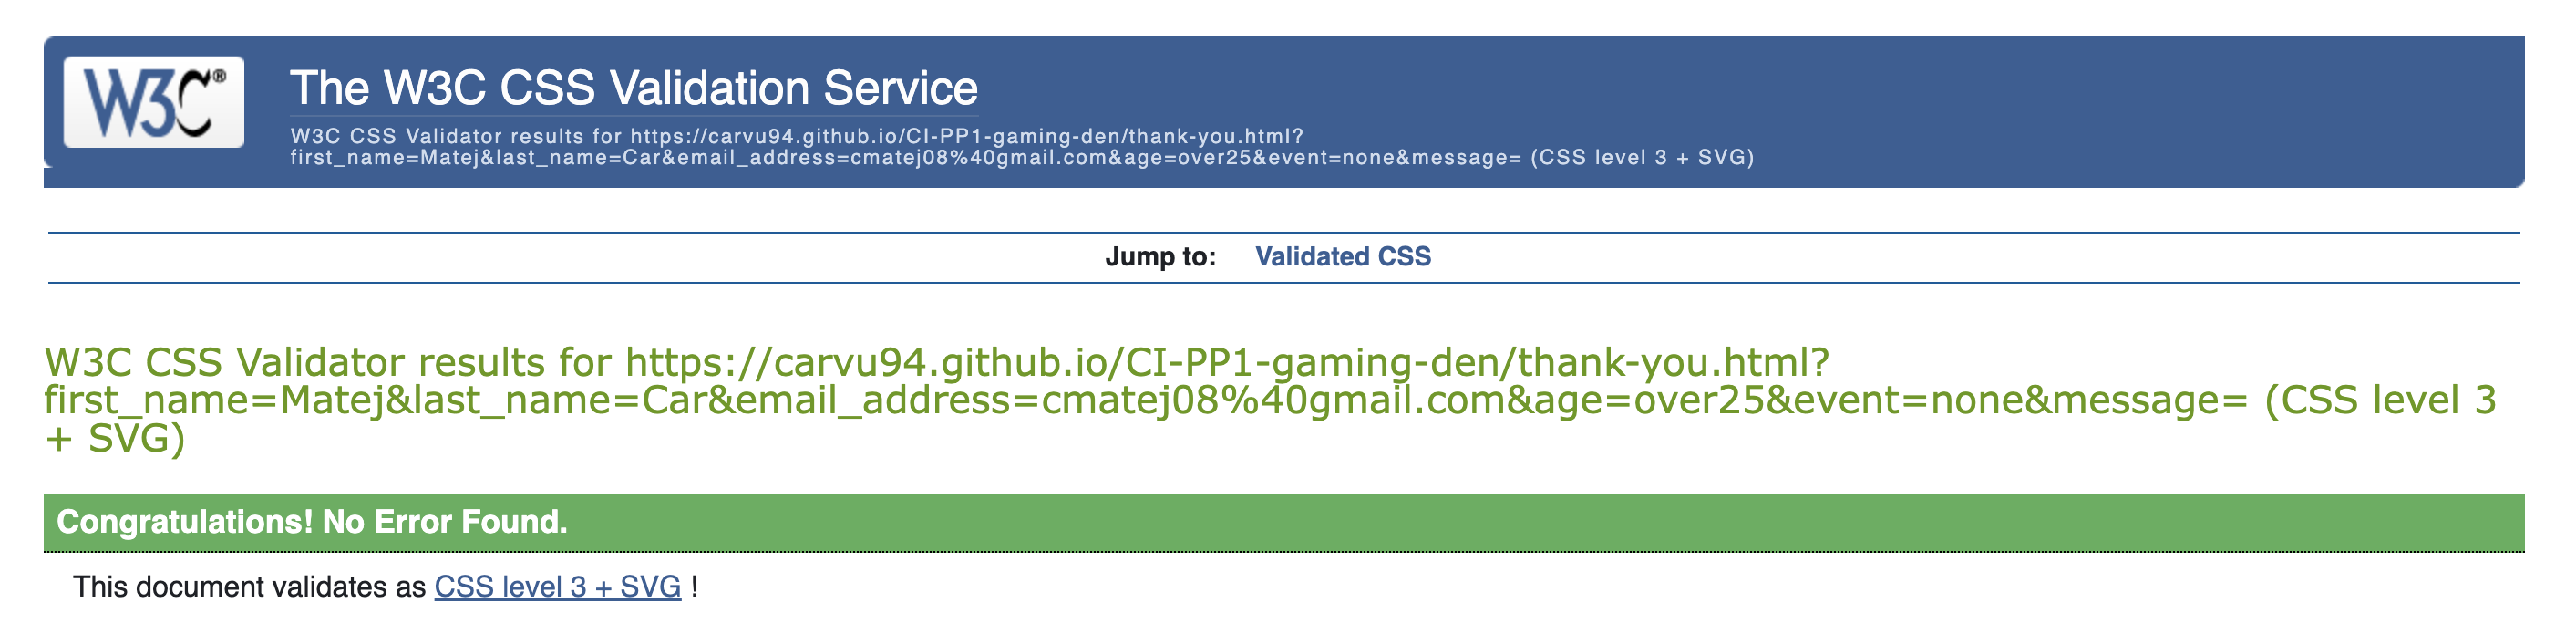 W3C®
The W3C CSS Validation Service
W3C CSS Validator results for https://carvu94.github.io/CI-PP1-gaming-den/thank-you.html?
first_name=Matej&last_name=Car&email_address=cmatej08%40gmail.com&age=over25&event=none&message= (CSS level 3 + SVG)
Jump to: Validated CSS
W3C CSS Validator results for https://carvu94.github.io/CI-PP1-gaming-den/thank-you.html?
first_name=Matej&last_name=Car&email_address=cmatej08%40gmail.com&age=over25&event=none&message= (CSS level 3
+ SVG)
Congratulations! No Error Found.
This document validates as CSS level 3 + SVG !